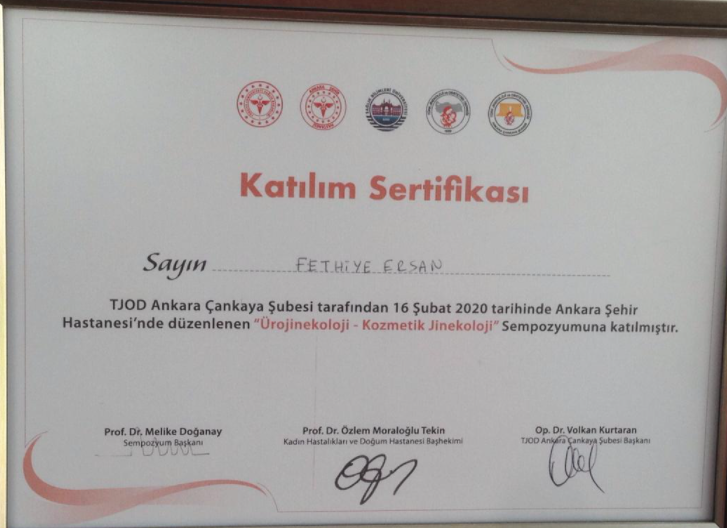 Katılım Sertifikası
Sayın FETHİYE ERSAN
TJOD Ankara Çankaya Şubesi tarafından 16 Şubat 2020 tarihinde Ankara Şehir
Hastanesi'nde düzenlenen "Ürojinekoloji - Kozmetik Jinekoloji" Sempozyumuna katılmıştır.
Prof. Dr. Melike Doğanay
Sempozyum Başkanı
Prof. Dr. Özlem Moraloğlu Tekin
Kadın Hastalıkları ve Doğum Hastanesi Başhekimi
Op. Dr. Volkan Kurtaran
TJOD Ankara Çankaya Şubesi Başkanı